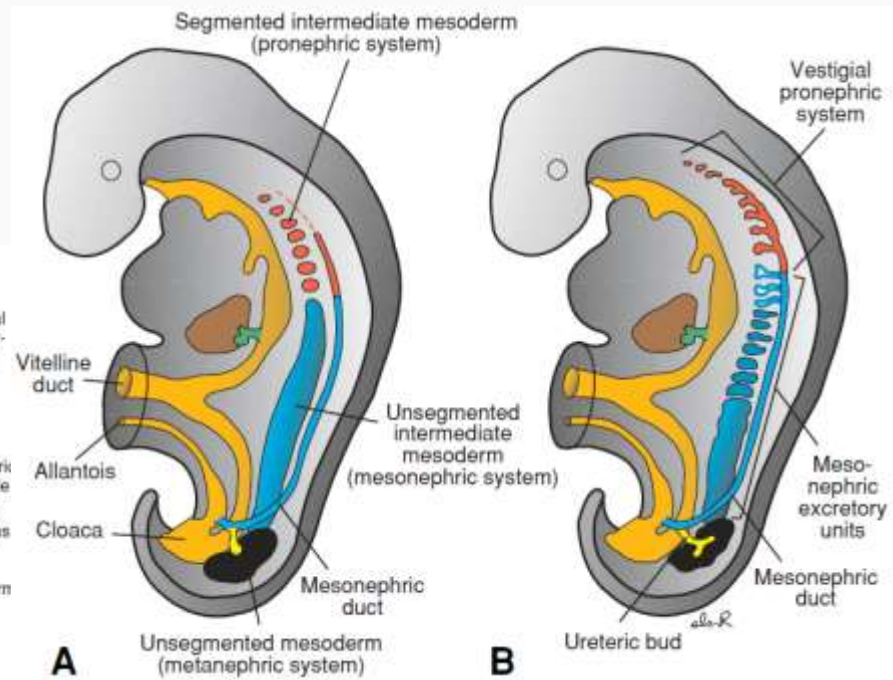 Segmented intermediate mesoderm
(pronephric system)
Vitelline
duct
Allantois
Cloaca
Unsegmented
intermediate
mesoderm
(mesonephric system)
Mesonephric
duct
Unsegmented mesoderm
(metanephric system)
A
Vestigial
pronephric
system
Meso-
nephric
excretory
units
Mesonephric
duct
Ureteric bud
B